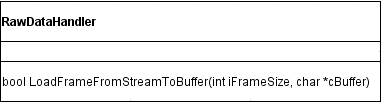 RawDataHandler
bool LoadFrameFromStreamToBuffer(int iFrameSize, char *cBuffer)